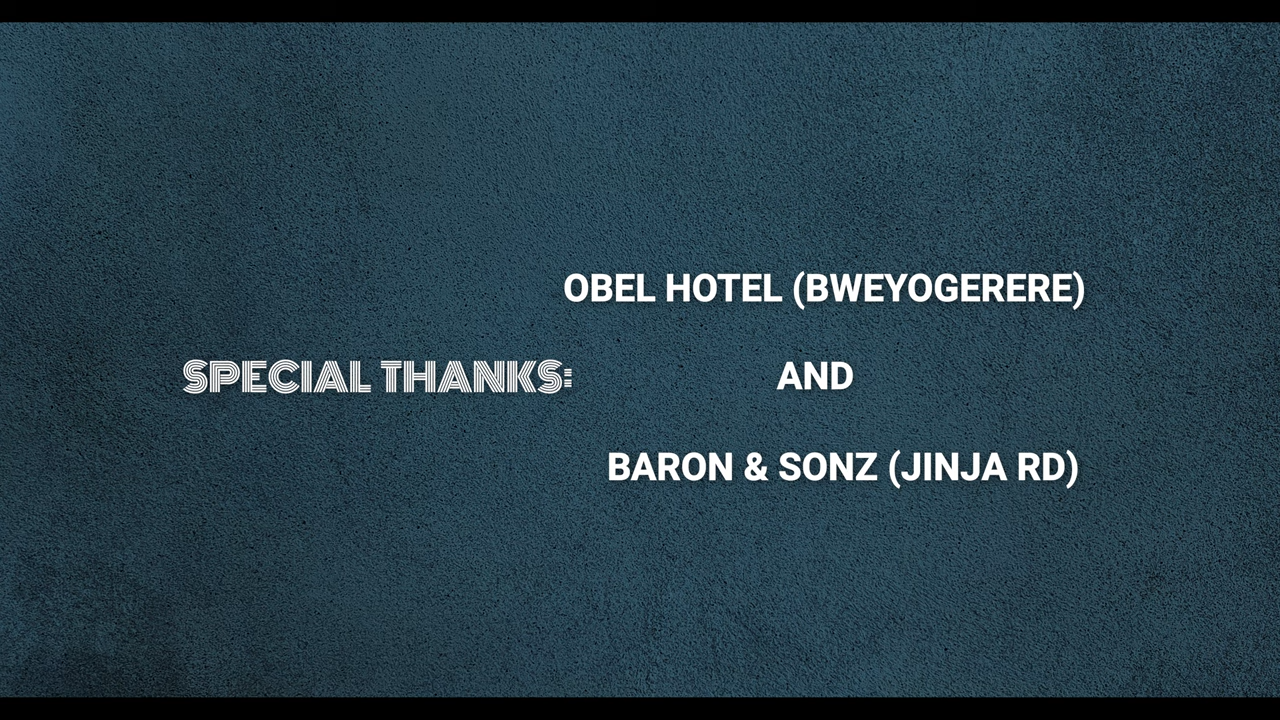 OBEL HOTEL (BWEYOGERERE)
SPECIAL THANKS: AND
BARON & SONZ (JINJA RD)